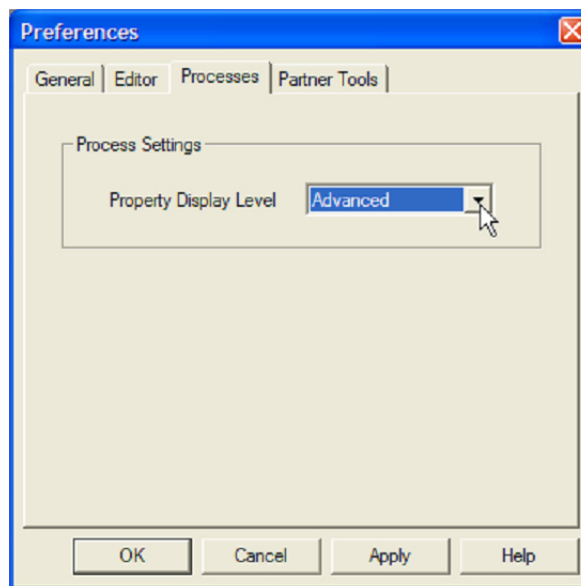 Preferences
General Editor Processes Partner Tools
Process Settings
Property Display Level Advanced
OK Cancel Apply Help